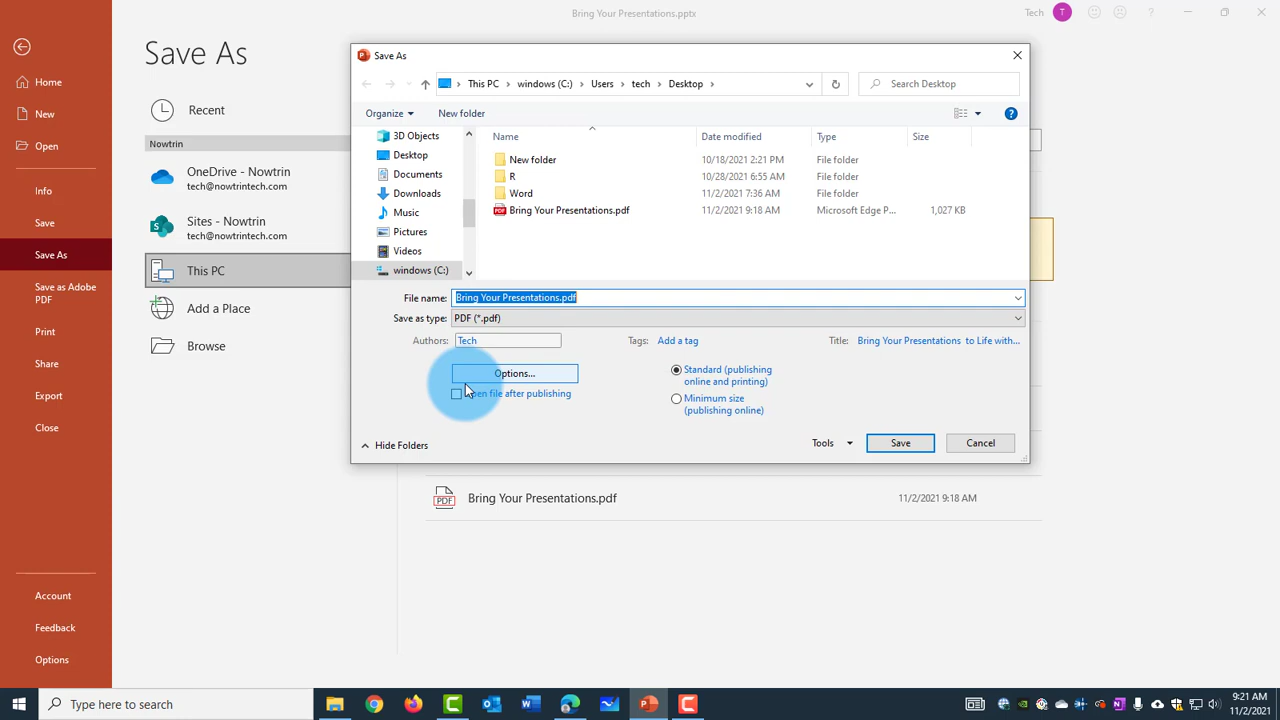 Bring Your Presentations.pptx
Tech T ?
Save As
Home
New
Open
Info
Save
Save As
Save as Adobe
PDF
Print
Share
Export
Close
Account
Feedback
Options
Recent
Nowtrin
OneDrive - Nowtrin
tech@nowtrintech.com
Sites - Nowtrin
tech@nowtrintech.com
This PC
Add a Place
Browse
Save As
This PC > windows (C:) > Users > tech > Desktop >
Search Desktop
Organize New folder
3D Objects
Desktop
Documents
Downloads
Music
Pictures
Videos
windows (C:)
Name Date modified Type Size
New folder 10/18/2021 2:21 PM File folder
R 10/28/2021 6:55 AM File folder
Word 11/2/2021 7:36 AM File folder
Bring Your Presentations.pdf 11/2/2021 9:18 AM Microsoft Edge P... 1,027 KB
File name: Bring Your Presentations.pdf
Save as type: PDF (*.pdf)
Authors: Tech Tags: Add a tag Title: Bring Your Presentations to Life with...
Options...
Open file after publishing
Standard (publishing
online and printing)
Minimum size
(publishing online)
Hide Folders Tools Save Cancel
PDF Bring Your Presentations.pdf 11/2/2021 9:18 AM
Type here to search
9:21 AM
11/2/2021